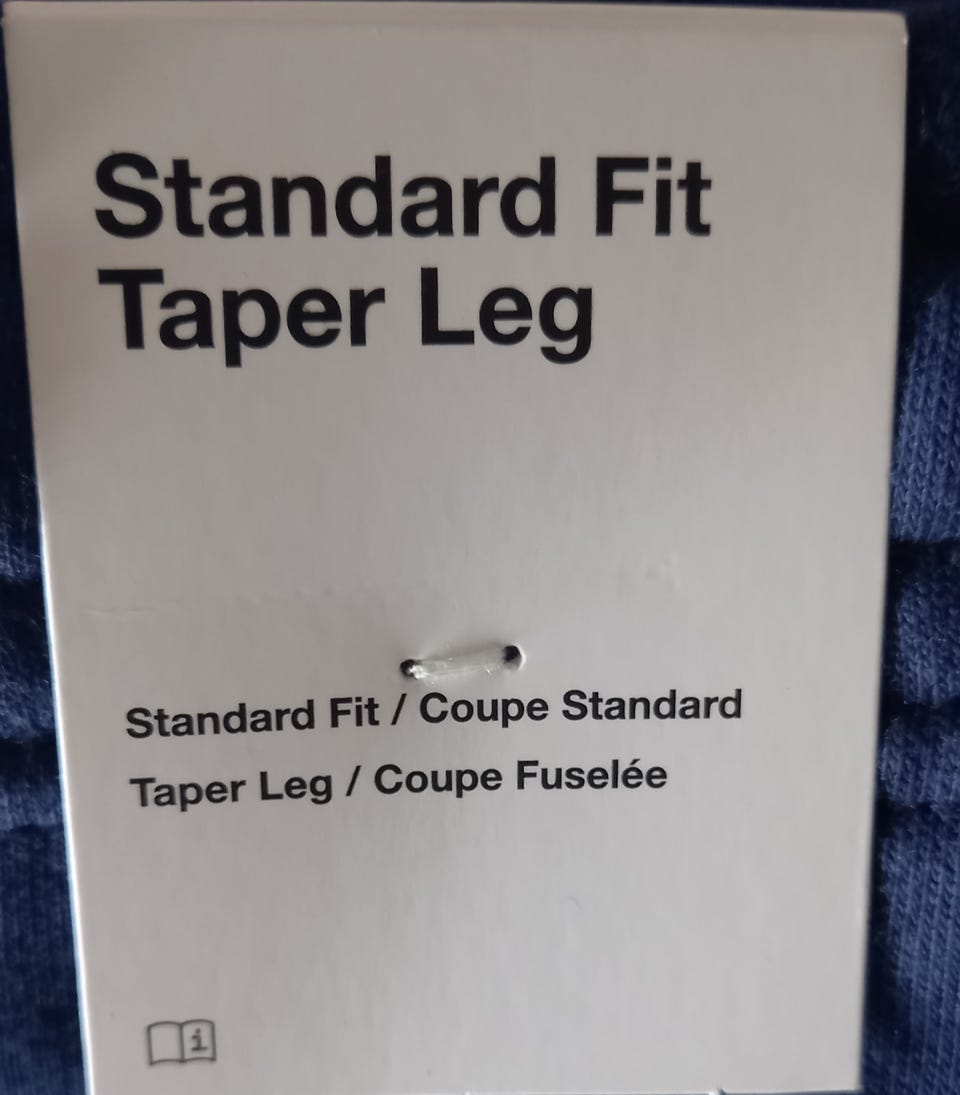 Standard Fit
Taper Leg
Standard Fit / Coupe Standard
Taper Leg / Coupe Fuselée
i